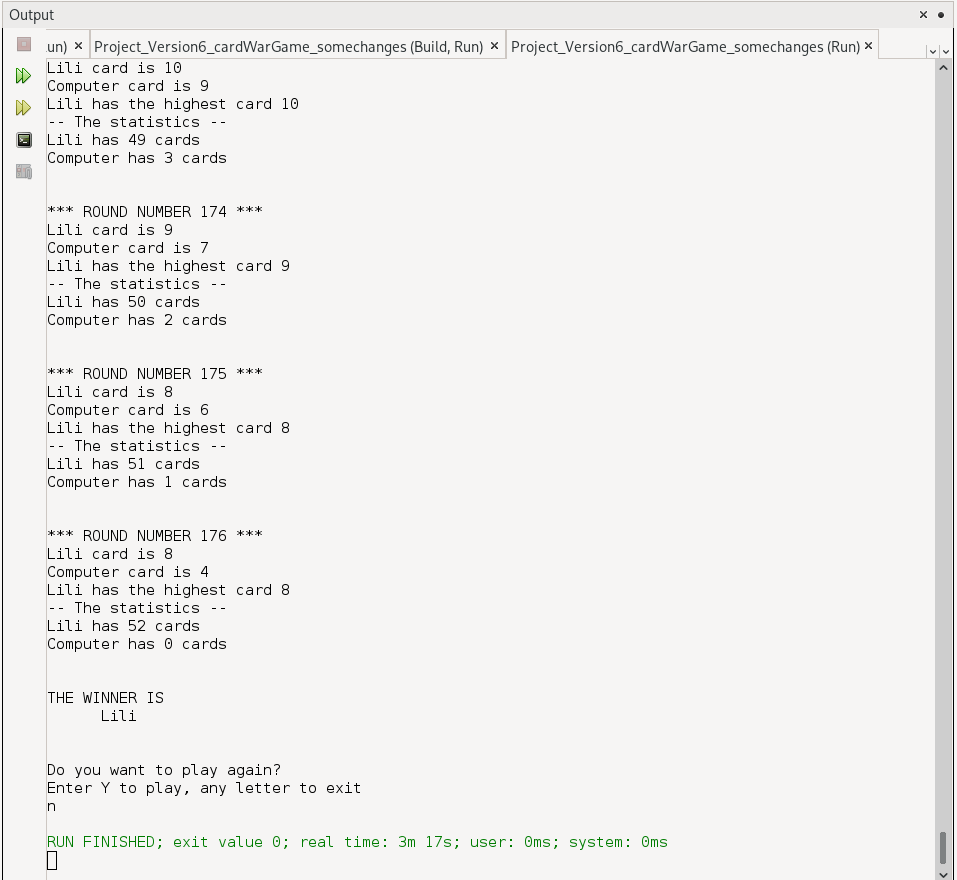 Output
un)
Project_Version6_cardWarGame_somechanges (Build, Run)
Project_Version6_cardWarGame_somechanges (Run)
Lili card is 10
Computer card is 9
Lili has the highest card 10
-- The statistics --
Lili has 49 cards
Computer has 3 cards
*** ROUND NUMBER 174 ***
Lili card is 9
Computer card is 7
Lili has the highest card 9
-- The statistics --
Lili has 50 cards
Computer has 2 cards
*** ROUND NUMBER 175 ***
Lili card is 8
Computer card is 6
Lili has the highest card 8
-- The statistics --
Lili has 51 cards
Computer has 1 cards
*** ROUND NUMBER 176 ***
Lili card is 8
Computer card is 4
Lili has the highest card 8
-- The statistics --
Lili has 52 cards
Computer has 0 cards
THE WINNER IS
Lili
Do you want to play again?
Enter Y to play, any letter to exit
n
RUN FINISHED; exit value 0; real time: 3m 17s; user: 0ms; system: 0ms